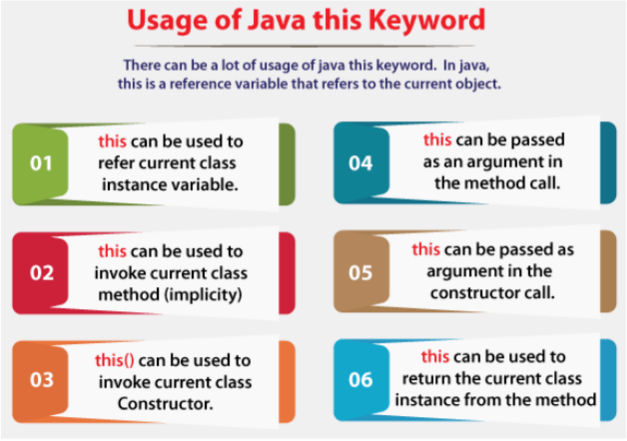 Usage of Java this Keyword
There can be a lot of usage of java this keyword. In java,
this is a reference variable that refers to the current object.
01
this can be used to
refer current class
instance variable.
02
this can be used to
invoke current class
method (implicity)
03
this() can be used to
invoke current class
Constructor.
04
this can be passed
as an argument in
the method call.
05
this can be passed as
argument in the
constructor call.
06
this can be used to
return the current class
instance from the method